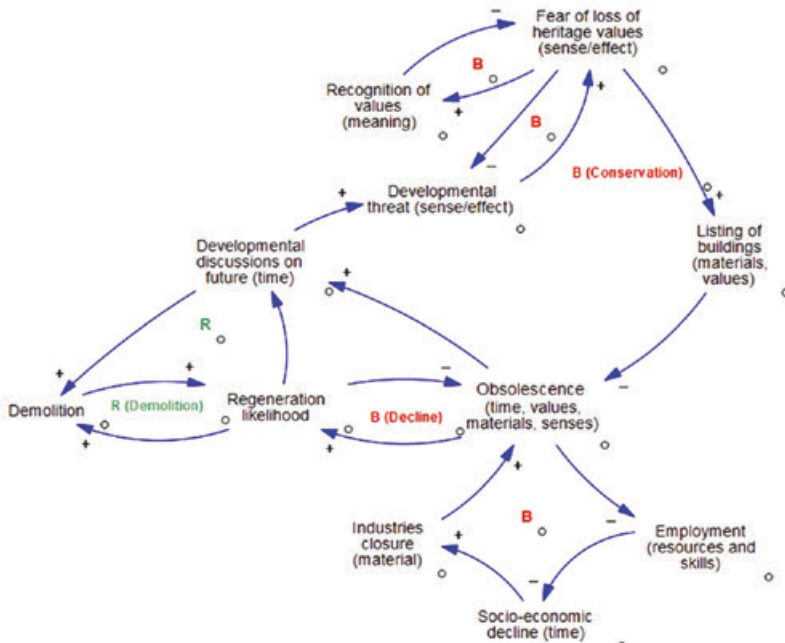 Fear of loss of
heritage values
(sense/effect)
−
B
Recognition of
values
(meaning)
+
+
B
−
B (Conservation)
+
Developmental
threat (sense/effect)
+
Listing of
buildings
(materials,
values)
Developmental
discussions on
future (time)
+
R
+
+
−
−
Demolition
R (Demolition)
Regeneration
likelihood
B (Decline)
Obsolescence
(time, values,
materials, senses)
+
+
+
B
−
Industries
closure
(material)
+
Employment
(resources and
skills)
−
Socio-economic
decline (time)